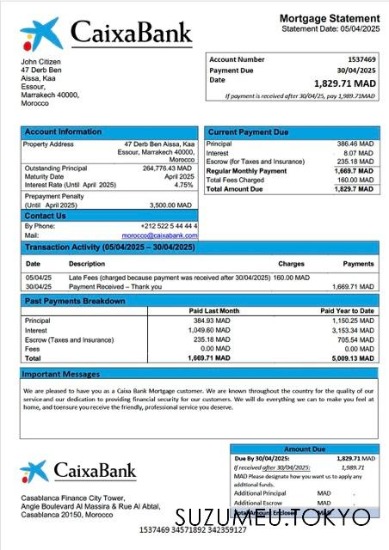 CaixaBank
Mortgage Statement
Statement Date: 05/04/2025
John Citizen
47 Derb Ben
Aissa, Kaa
Essour,
Marrakech 40000,
Morocco
Account Number 1537469
Payment Due 30/04/2025
Date
1,829.71 MAD
If payment is received after 30/04/25, pay 1,989.71MAD
Account Information
Property Address 47 Derb Ben Aissa, Kaa
Essour, Marrakech 40000,
Morocco
Outstanding Principal 264,776.43 MAD
Maturity Date April 2025
Interest Rate (Until April 2025) 4.75%
Prepayment Penalty
(Until April 2025) 3,500.00 MAD
Contact Us
By Phone: +212 522 5 44 44 4
Mail: morocco@caixabank.com
Current Payment Due
Principal 386.46 MAD
Interest 8.07 MAD
Escrow (for Taxes and Insurance) 235.18 MAD
Regular Monthly Payment 1,669.7 MAD
Total Fees Charged 160.00 MAD
Total Amount Due 1,829.7 MAD
Transaction Activity (05/04/2025 – 30/04/2025)
Date Description Charges Payments
05/04/25 Late Fees (charged because payment was received after 30/04/2025) 160.00 MAD
30/04/25 Payment Received – Thank you 1,669.71 MAD
Past Payments Breakdown
Paid Last Month Paid Year to Date
Principal 384.93 MAD 1,150.25 MAD
Interest 1,049.60 MAD 3,153.34 MAD
Escrow (Taxes and Insurance) 235.18 MAD 705.54 MAD
Fees 0.00 MAD 0.00 MAD
Total 1,669.71 MAD 5,009.13 MAD
Important Messages
We are pleased to have you as a Caixa Bank Mortgage customer. We are known throughout the country for the quality of our
service and our dedication to providing financial security for our customers. We will do everything we can to make you feel at
home, and toensure you receive the friendly, professional service you deserve.
CaixaBank
Casablanca Finance City Tower,
Angle Boulevard Al Massira & Rue Al Abtal,
Casablanca 20150, Morocco
Amount Due
Due By 30/04/2025: 1,829.71 MAD
If received after 30/04/2025: 1,989.71
MAD Please designate how you want us to apply any
additional funds.
Additional Principal MAD
Additional Escrow MAD
Total Amount Enclosed MAD
SUZUMEU.TOKYO
1537469 34571892 342359127